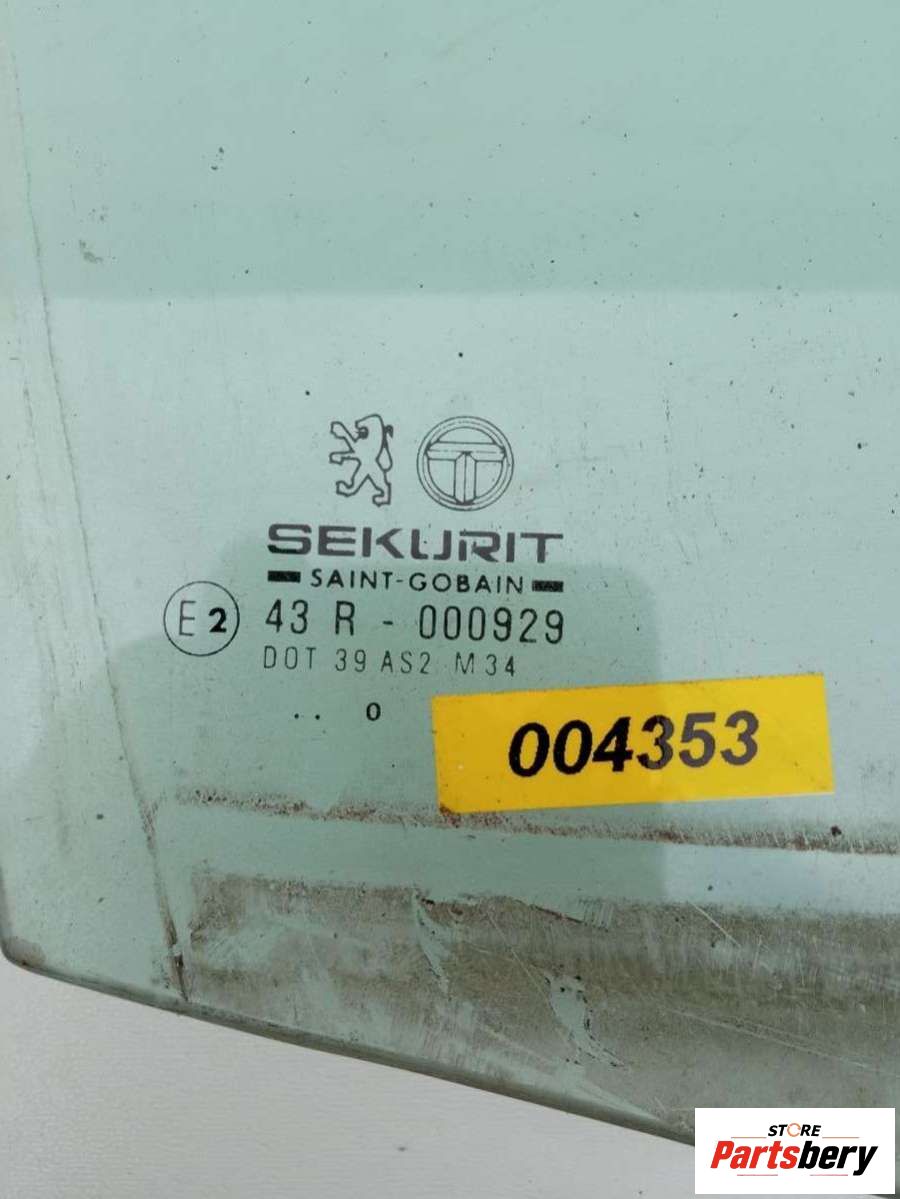 SEKURIT
SAINT-GOBAIN
E2 43 R - 000929
DOT 39 AS2 M34
.. 0
004353
STORE
Partsbery